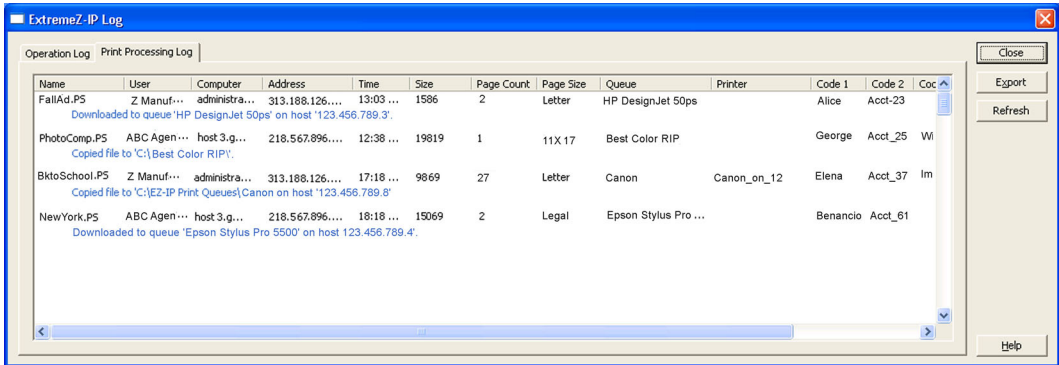 ExtremeZ-IP Log
Operation Log Print Processing Log Close
Name User Computer Address Time Size Page Count Page Size Queue Printer Code 1 Code 2 Coc Export
FallAd.PS Z Manuf... administra... 313.188.126.... 13:03 ... 1586 2 Letter HP DesignJet 50ps Alice Acct-23
Downloaded to queue 'HP DesignJet 50ps' on host '123.456.789.3'. Refresh
PhotoComp.PS ABC Agen... host 3.g... 218.567.896.... 12:38 ... 19819 1 11X 17 Best Color RIP George Acct_25 Wi
Copied file to 'C:\Best Color RIP\'.
BktoSchool.PS Z Manuf... administra... 313.188.126.... 17:18 ... 9869 27 Letter Canon Canon_on_12 Elena Acct_37 Im
Copied file to 'C:\EZ-IP Print Queues\Canon on host '123.456.789.8'
NewYork.PS ABC Agen... host 3.g... 218.567.896.... 18:18 ... 15069 2 Legal Epson Stylus Pro ... Benancio Acct_61
Downloaded to queue 'Epson Stylus Pro 5500' on host 123.456.789.4'.
Help